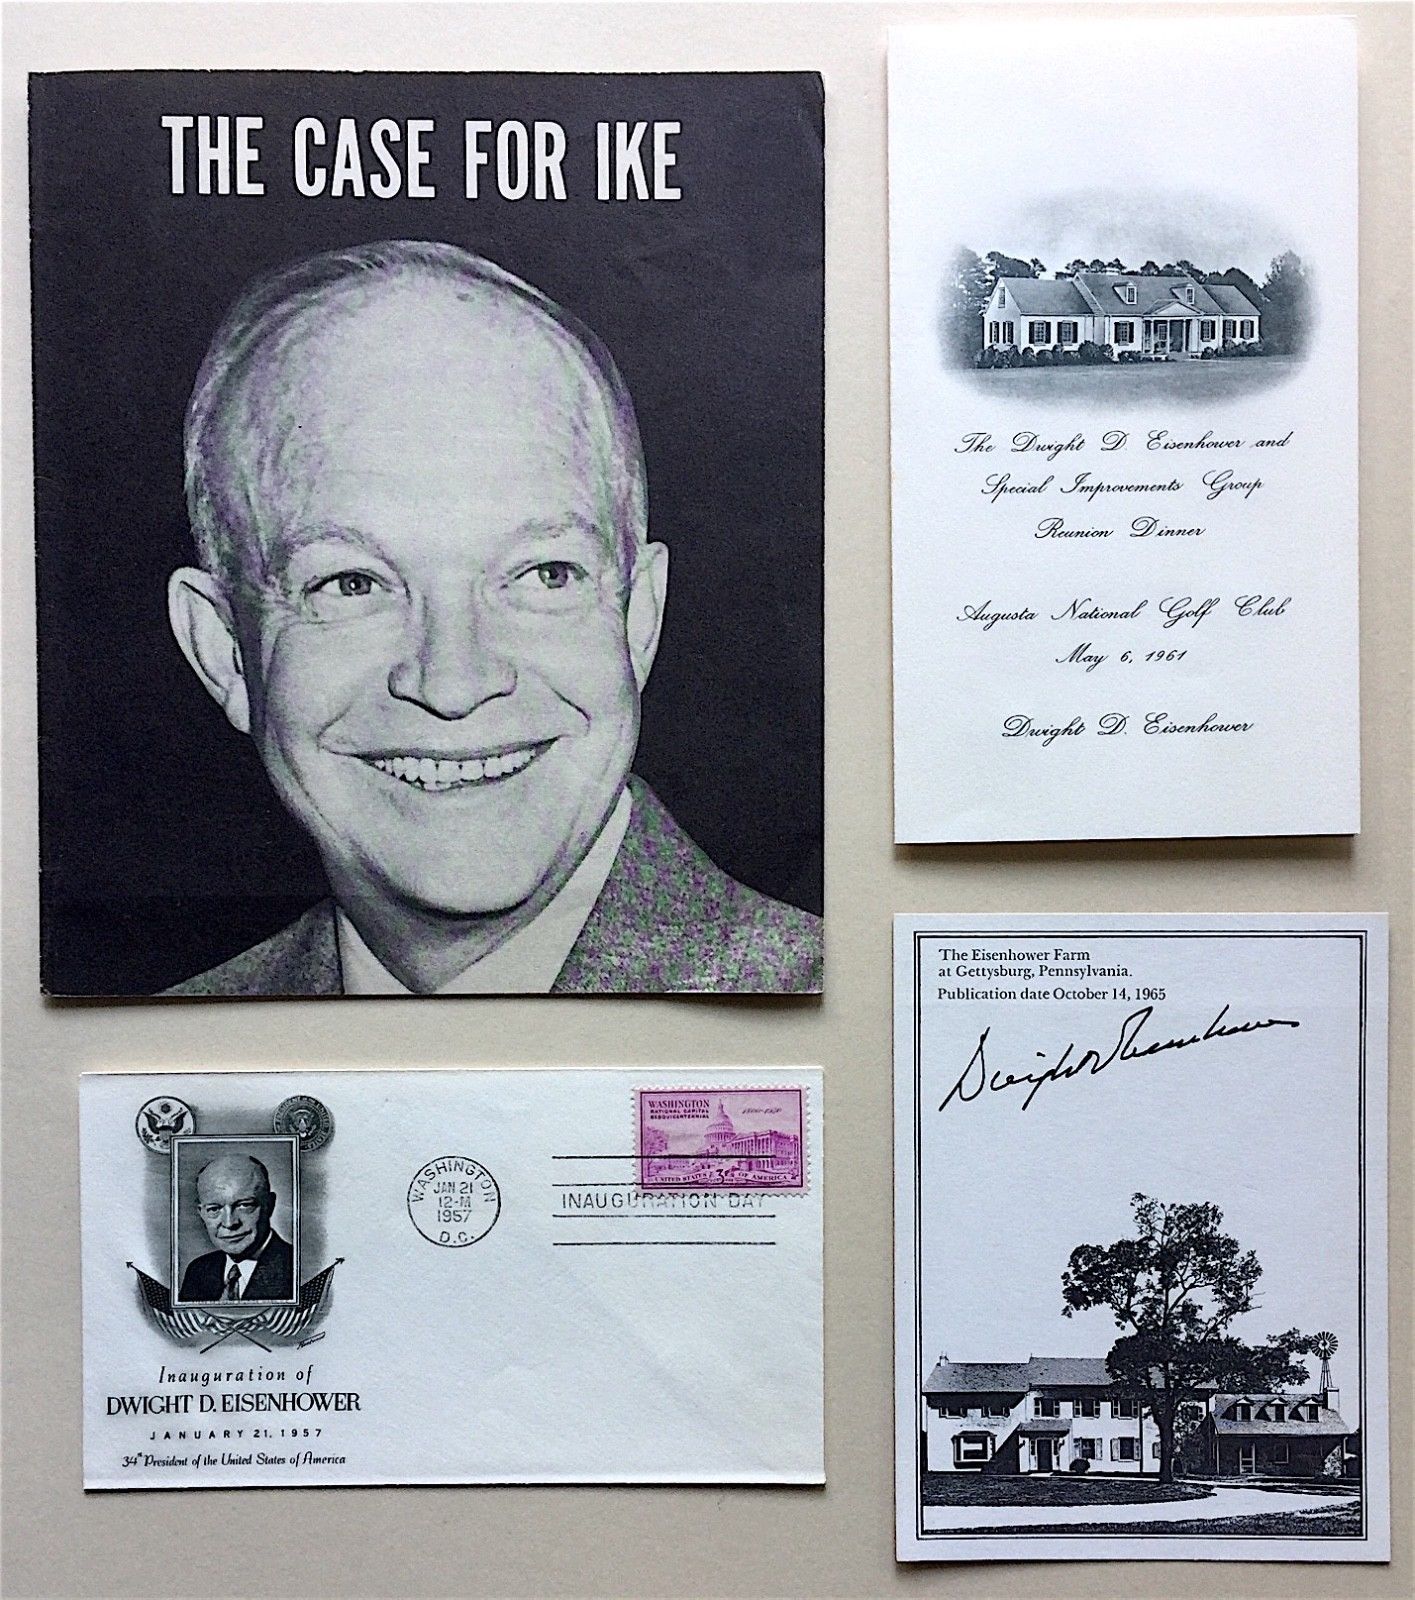 THE CASE FOR IKE
The Dwight D. Eisenhower and
Special Improvements Group
Reunion Dinner
Augusta National Golf Club
May 6, 1961
Dwight D. Eisenhower
WASHINGTON
JAN 21
12-M
1957
D.C.
WASHINGTON
NATIONAL CAPITAL
SESQUICENTENNIAL
1800-1950
3¢
UNITED STATES OF AMERICA
INAUGURATION DAY
Inauguration of
DWIGHT D. EISENHOWER
JANUARY 21, 1957
34th President of the United States of America
The Eisenhower Farm
at Gettysburg, Pennsylvania.
Publication date October 14, 1965
Dwight D Eisenhower